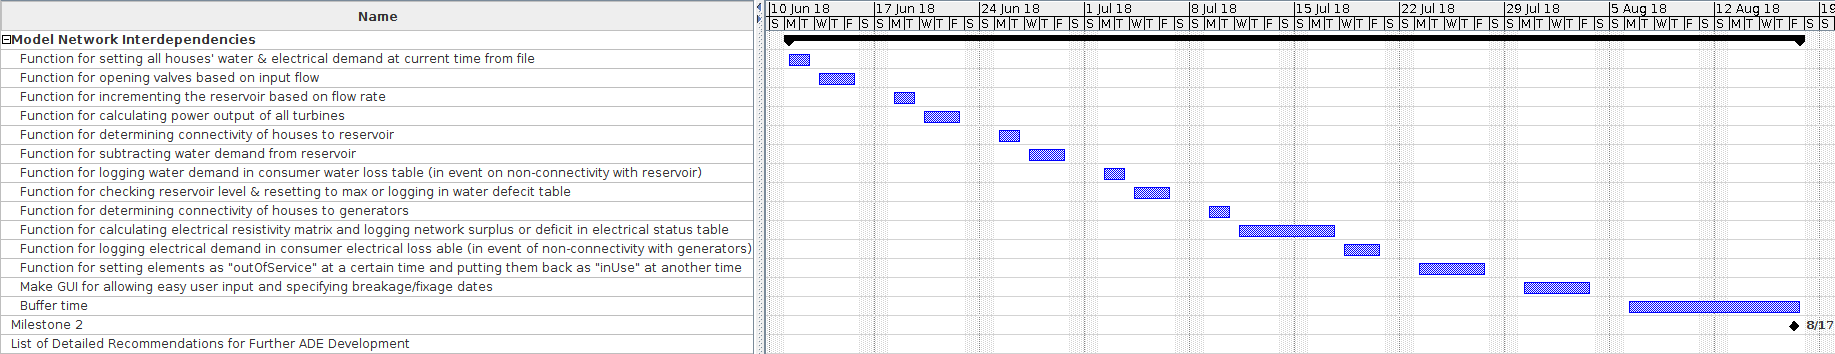 Name
10 Jun 18 17 Jun 18 24 Jun 18 1 Jul 18 8 Jul 18 15 Jul 18 22 Jul 18 29 Jul 18 5 Aug 18 12 Aug 18 19
S M T W T F S S M T W T F S S M T W T F S S M T W T F S S M T W T F S S M T W T F S S M T W T F S S M T W T F S S M T W T F S S M T W T F S S
Model Network Interdependencies
Function for setting all houses' water & electrical demand at current time from file
Function for opening valves based on input flow
Function for incrementing the reservoir based on flow rate
Function for calculating power output of all turbines
Function for determining connectivity of houses to reservoir
Function for subtracting water demand from reservoir
Function for logging water demand in consumer water loss table (in event on non-connectivity with reservoir)
Function for checking reservoir level & resetting to max or logging in water defecit table
Function for determining connectivity of houses to generators
Function for calculating electrical resistivity matrix and logging network surplus or deficit in electrical status table
Function for logging electrical demand in consumer electrical loss able (in event of non-connectivity with generators)
Function for setting elements as "outOfService" at a certain time and putting them back as "inUse" at another time
Make GUI for allowing easy user input and specifying breakage/fixage dates
Buffer time
Milestone 2 8/17
List of Detailed Recommendations for Further ADE Development